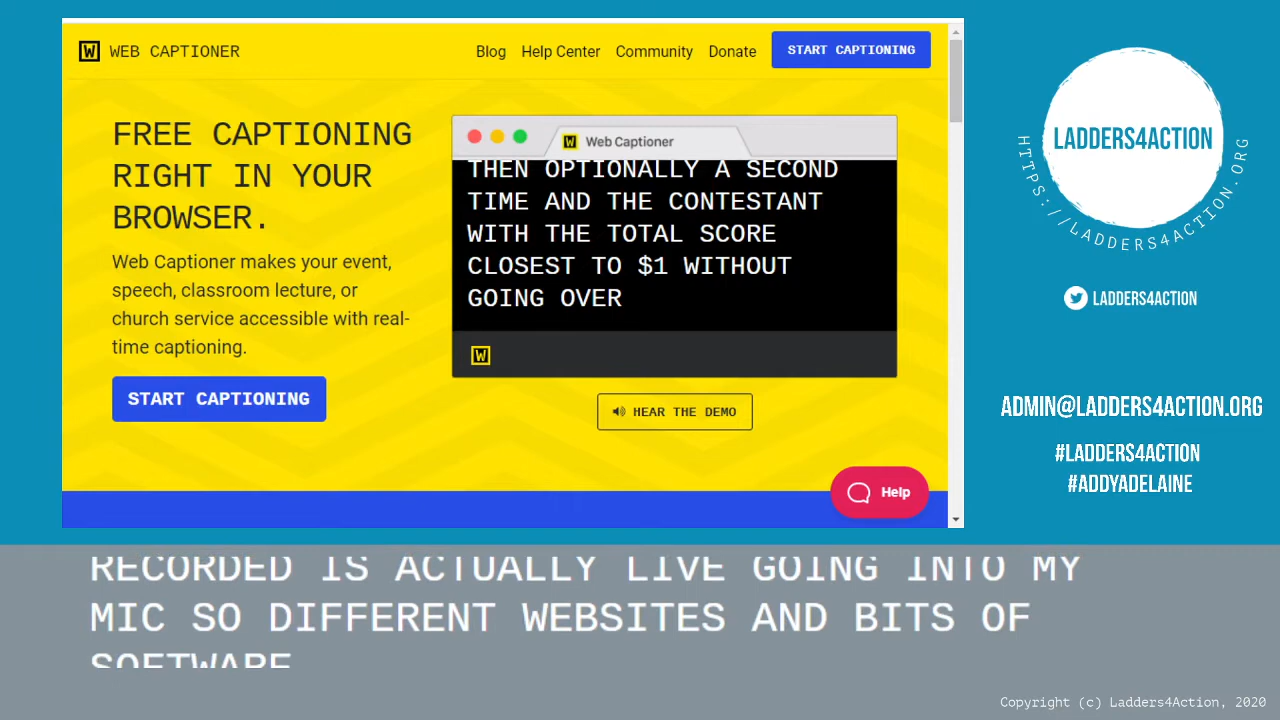 WEB CAPTIONER
Blog Help Center Community Donate START CAPTIONING
FREE CAPTIONING
RIGHT IN YOUR
BROWSER.
Web Captioner makes your event,
speech, classroom lecture, or
church service accessible with real-
time captioning.
START CAPTIONING
Web Captioner
THEN OPTIONALLY A SECOND
TIME AND THE CONTESTANT
WITH THE TOTAL SCORE
CLOSEST TO $1 WITHOUT
GOING OVER
HEAR THE DEMO
Help
LADDERS4ACTION
HTTPS://LADDERS4ACTION.ORG
LADDERS4ACTION
ADMIN@LADDERS4ACTION.ORG
#LADDERS4ACTION
#ADDYADELAINE
RECORDED IS ACTUALLY LIVE GOING INTO MY
MIC SO DIFFERENT WEBSITES AND BITS OF
SOFTWARE
Copyright (c) Ladders4Action, 2020